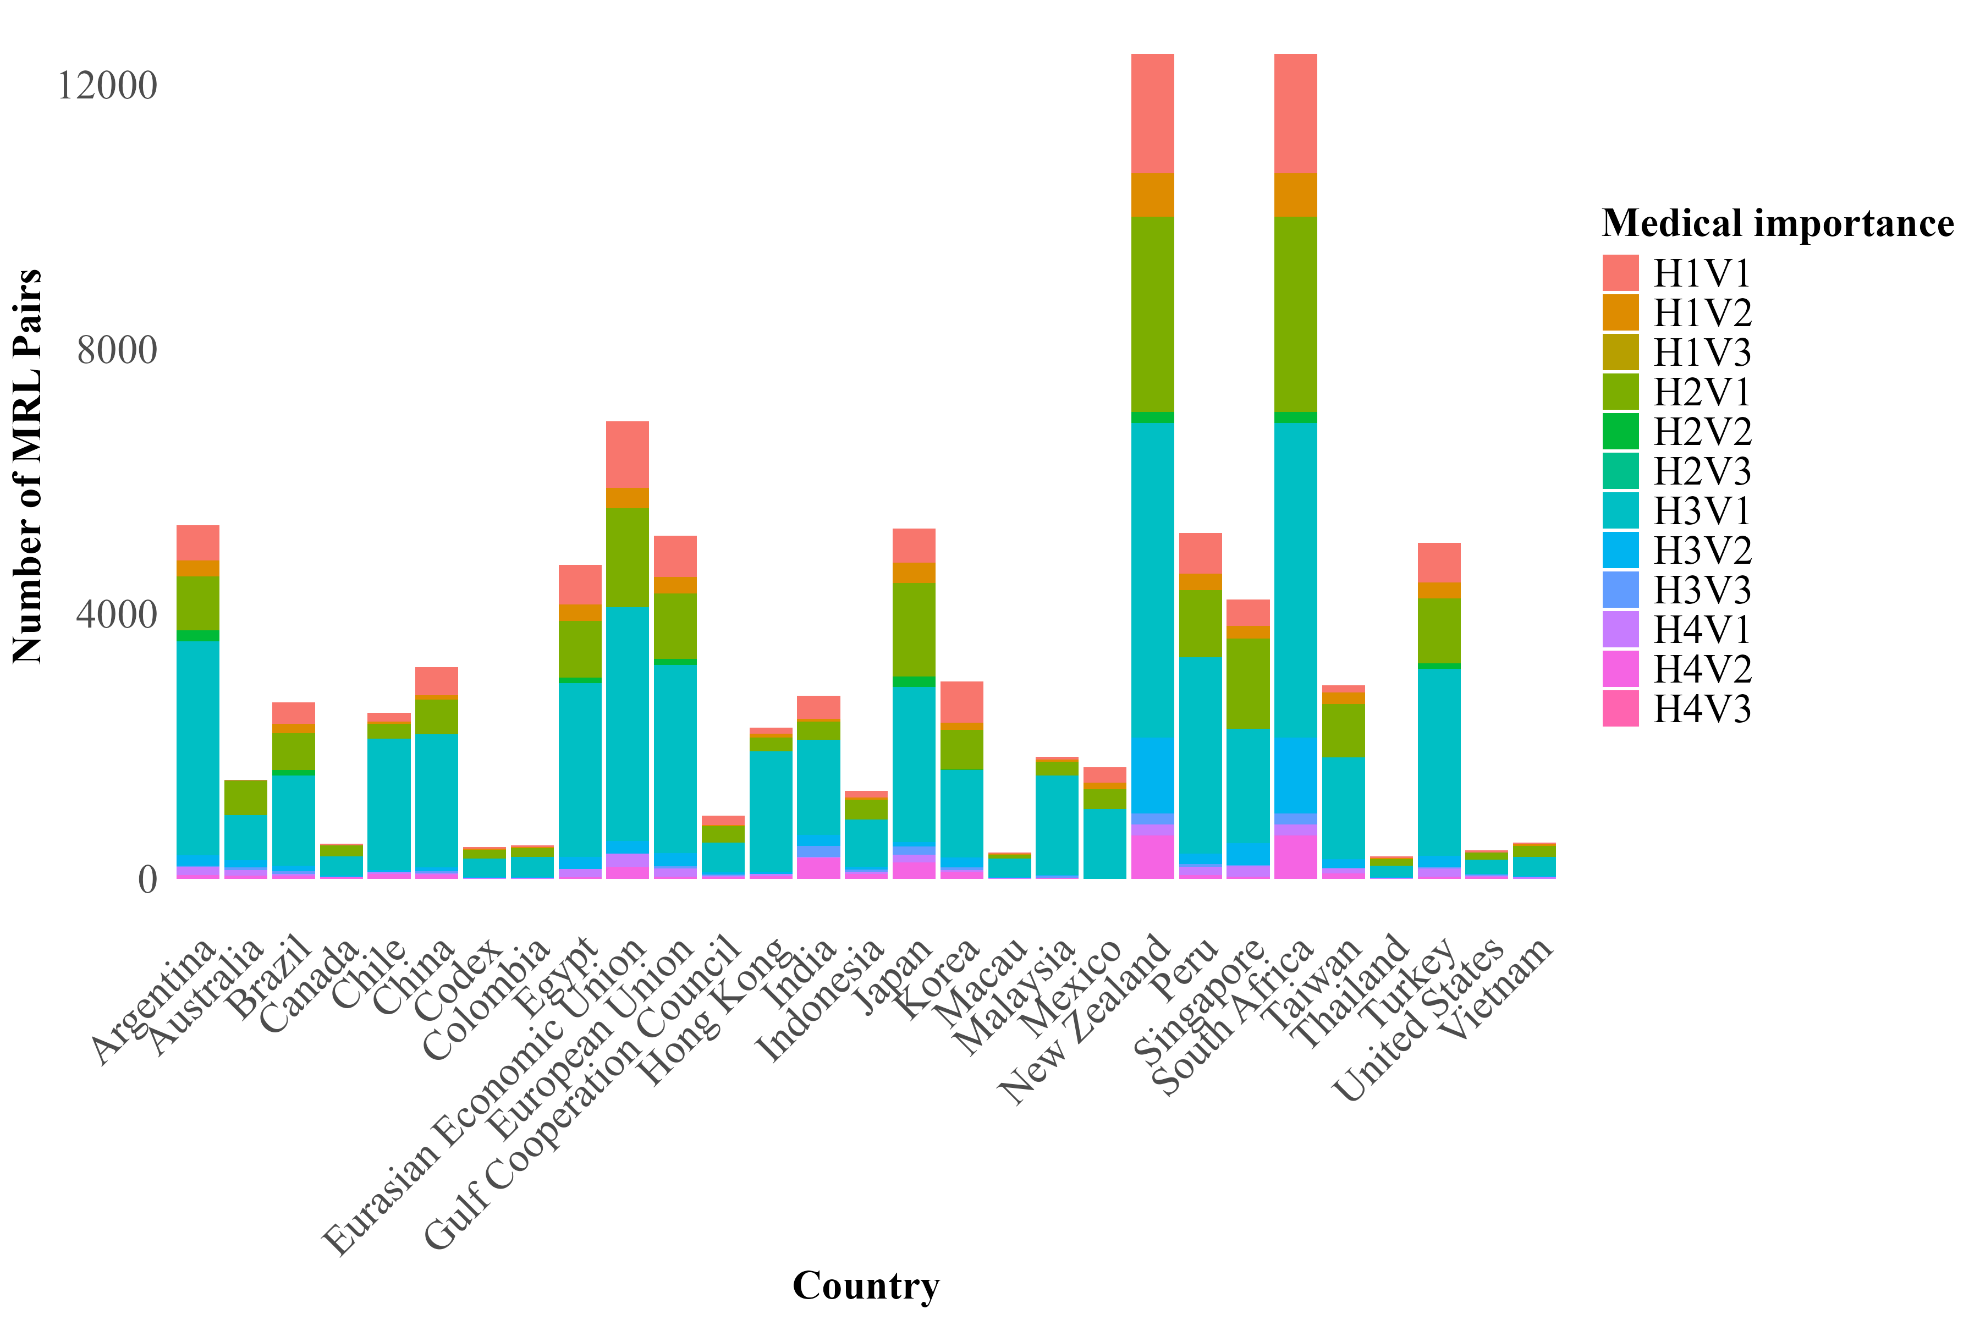 Number of MRL Pairs
12000
8000
4000
0
Argentina
Australia
Brazil
Canada
Chile
China
Codex
Colombia
Egypt
Eurasian Economic Union
European Union
Gulf Cooperation Council
Hong Kong
India
Indonesia
Japan
Korea
Macau
Malaysia
Mexico
New Zealand
Peru
Singapore
South Africa
Taiwan
Thailand
Turkey
United States
Vietnam
Country
Medical importance
H1V1
H1V2
H1V3
H2V1
H2V2
H2V3
H3V1
H3V2
H3V3
H4V1
H4V2
H4V3